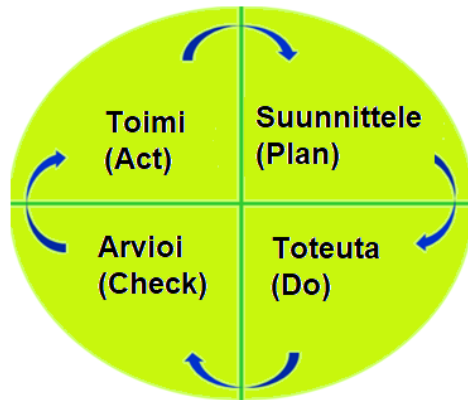 Toimi
(Act)
Suunnittele
(Plan)
Arvioi
(Check)
Toteuta
(Do)